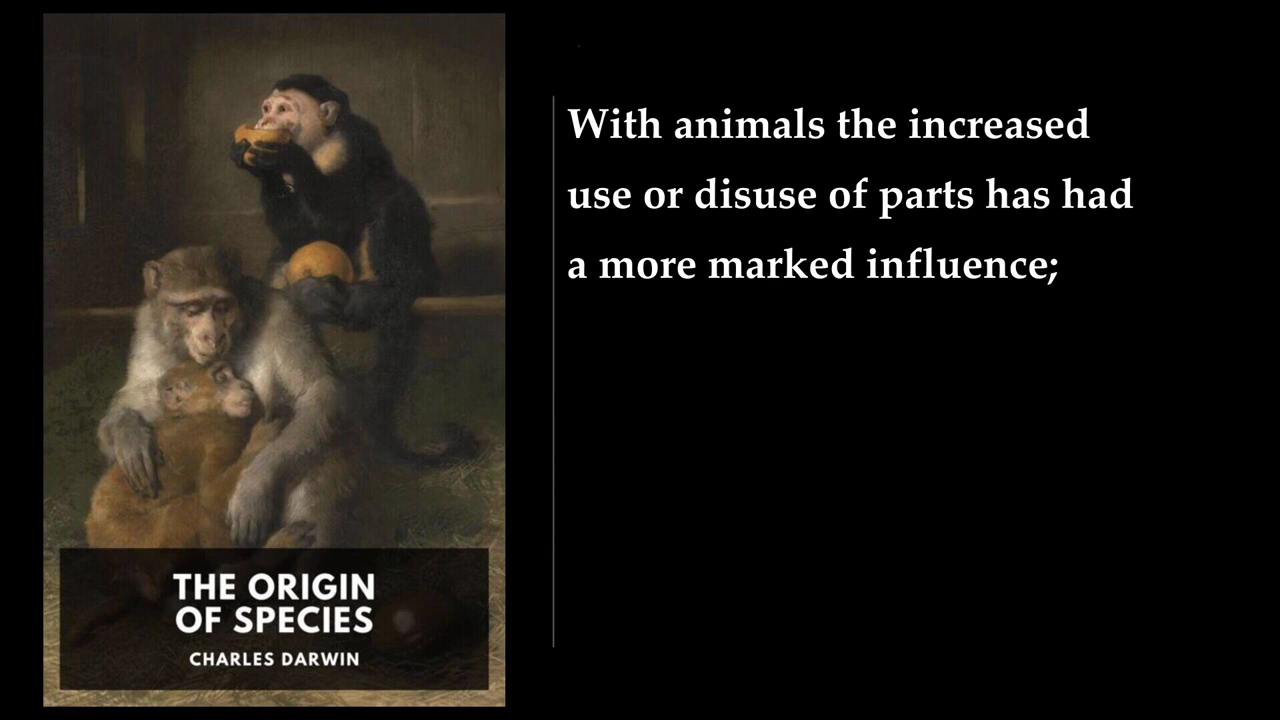 THE ORIGIN
OF SPECIES
CHARLES DARWIN
With animals the increased
use or disuse of parts has had
a more marked influence;